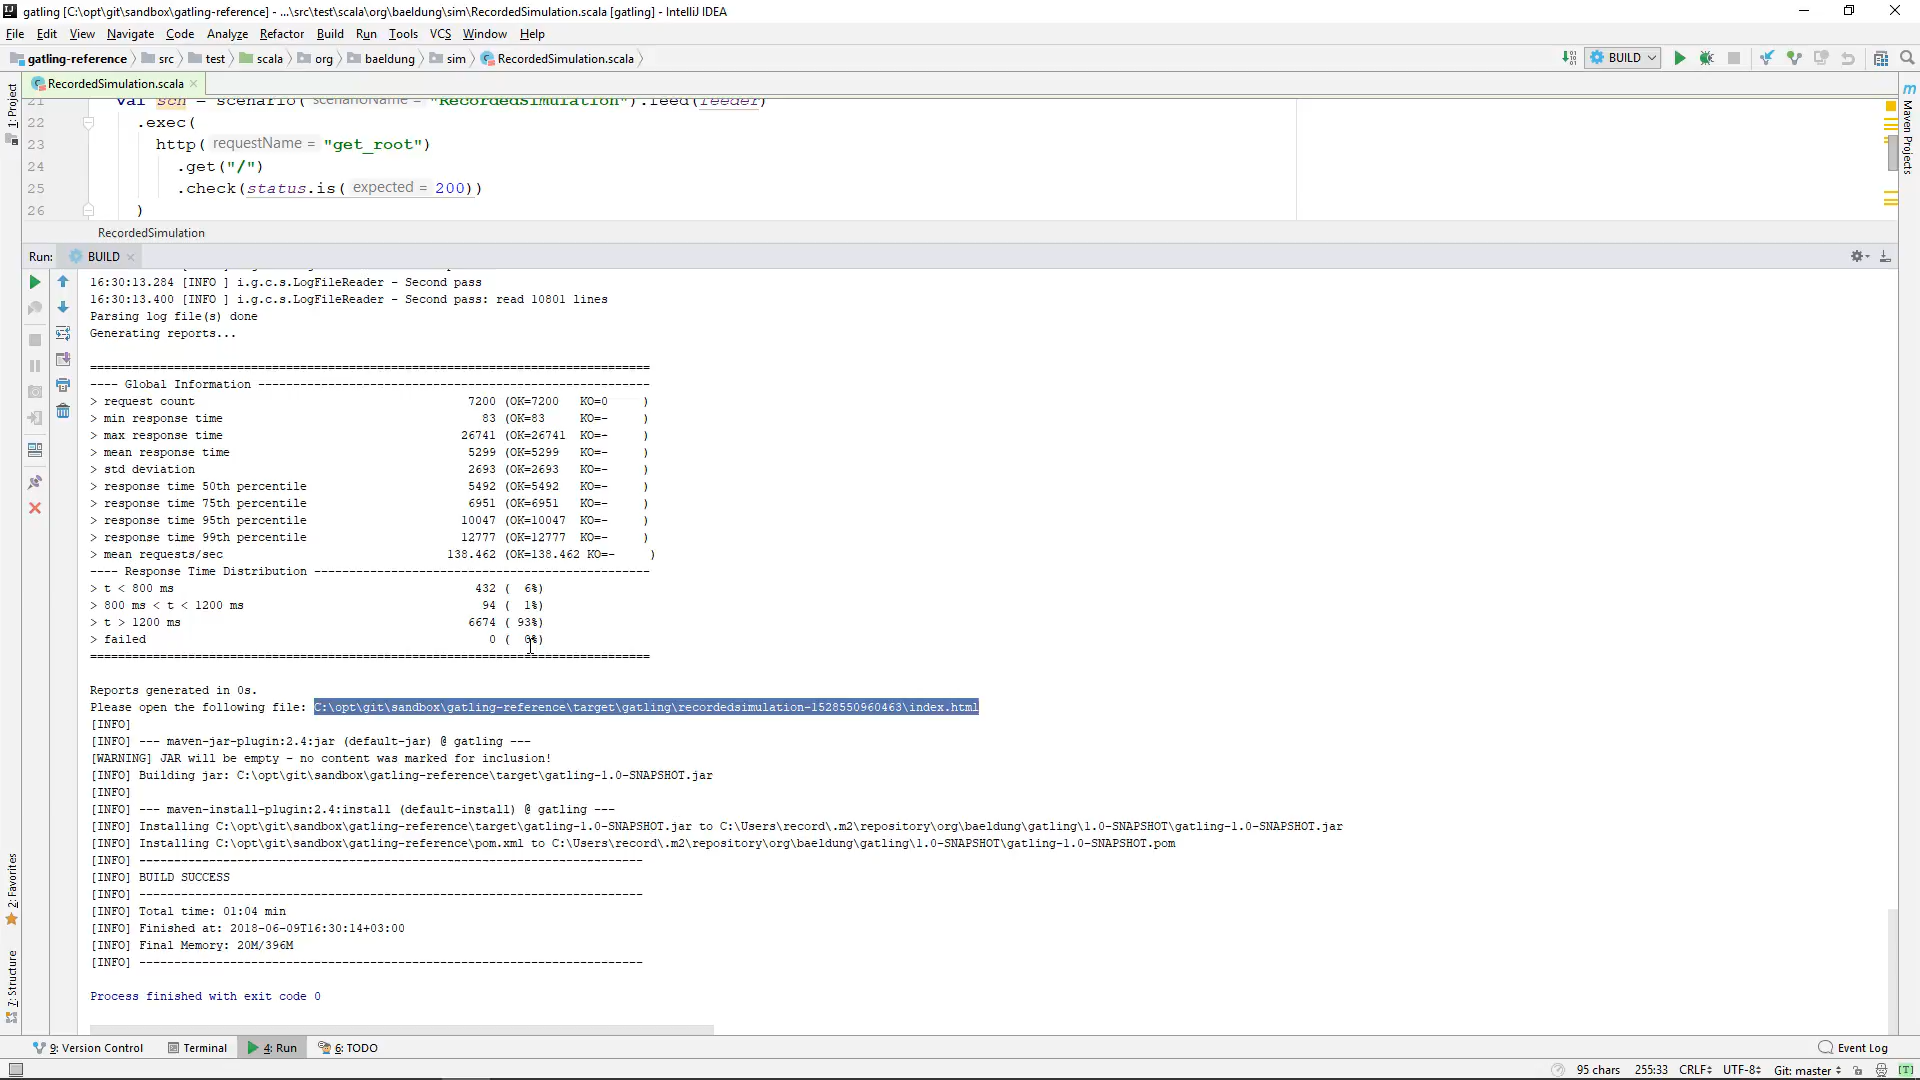 gatling [C:\opt\git\sandbox\gatling-reference] - ...\src\test\scala\org\baeldung\sim\RecordedSimulation.scala [gatling] - IntelliJ IDEA
File Edit View Navigate Code Analyze Refactor Build Run Tools VCS Window Help
gatling-reference src test scala org baeldung sim RecordedSimulation.scala BUILD
1: Project
RecordedSimulation.scala
Maven Projects
21 val scn = scenario( scenarioName = "RecordedSimulation").feed(feeder)
22 .exec(
23 http( requestName = "get_root")
24 .get("/")
25 .check(status.is( expected = 200))
26 )
RecordedSimulation
Run: BUILD
16:30:13.284 [INFO ] i.g.c.s.LogFileReader - Second pass
16:30:13.400 [INFO ] i.g.c.s.LogFileReader - Second pass: read 10801 lines
Parsing log file(s) done
Generating reports...
================================================================================
---- Global Information --------------------------------------------------------
> request count 7200 (OK=7200 KO=0 )
> min response time 83 (OK=83 KO=- )
> max response time 26741 (OK=26741 KO=- )
> mean response time 5299 (OK=5299 KO=- )
> std deviation 2693 (OK=2693 KO=- )
> response time 50th percentile 5492 (OK=5492 KO=- )
> response time 75th percentile 6951 (OK=6951 KO=- )
> response time 95th percentile 10047 (OK=10047 KO=- )
> response time 99th percentile 12777 (OK=12777 KO=- )
> mean requests/sec 138.462 (OK=138.462 KO=- )
---- Response Time Distribution ------------------------------------------------
> t < 800 ms 432 ( 6%)
> 800 ms < t < 1200 ms 94 ( 1%)
> t > 1200 ms 6674 ( 93%)
> failed 0 ( 0%)
================================================================================
Reports generated in 0s.
Please open the following file: C:\opt\git\sandbox\gatling-reference\target\gatling\recordedsimulation-1528550960463\index.html
[INFO]
[INFO] --- maven-jar-plugin:2.4:jar (default-jar) @ gatling ---
[WARNING] JAR will be empty - no content was marked for inclusion!
[INFO] Building jar: C:\opt\git\sandbox\gatling-reference\target\gatling-1.0-SNAPSHOT.jar
[INFO]
[INFO] --- maven-install-plugin:2.4:install (default-install) @ gatling ---
[INFO] Installing C:\opt\git\sandbox\gatling-reference\target\gatling-1.0-SNAPSHOT.jar to C:\Users\record\.m2\repository\org\baeldung\gatling\1.0-SNAPSHOT\gatling-1.0-SNAPSHOT.jar
[INFO] Installing C:\opt\git\sandbox\gatling-reference\pom.xml to C:\Users\record\.m2\repository\org\baeldung\gatling\1.0-SNAPSHOT\gatling-1.0-SNAPSHOT.pom
[INFO] ------------------------------------------------------------------------
[INFO] BUILD SUCCESS
[INFO] ------------------------------------------------------------------------
[INFO] Total time: 01:04 min
[INFO] Finished at: 2018-06-09T16:30:14+03:00
[INFO] Final Memory: 20M/396M
[INFO] ------------------------------------------------------------------------
Process finished with exit code 0
2: Favorites
7: Structure
9: Version Control Terminal 4: Run 6: TODO Event Log
95 chars 255:33 CRLF UTF-8 Git: master [T]